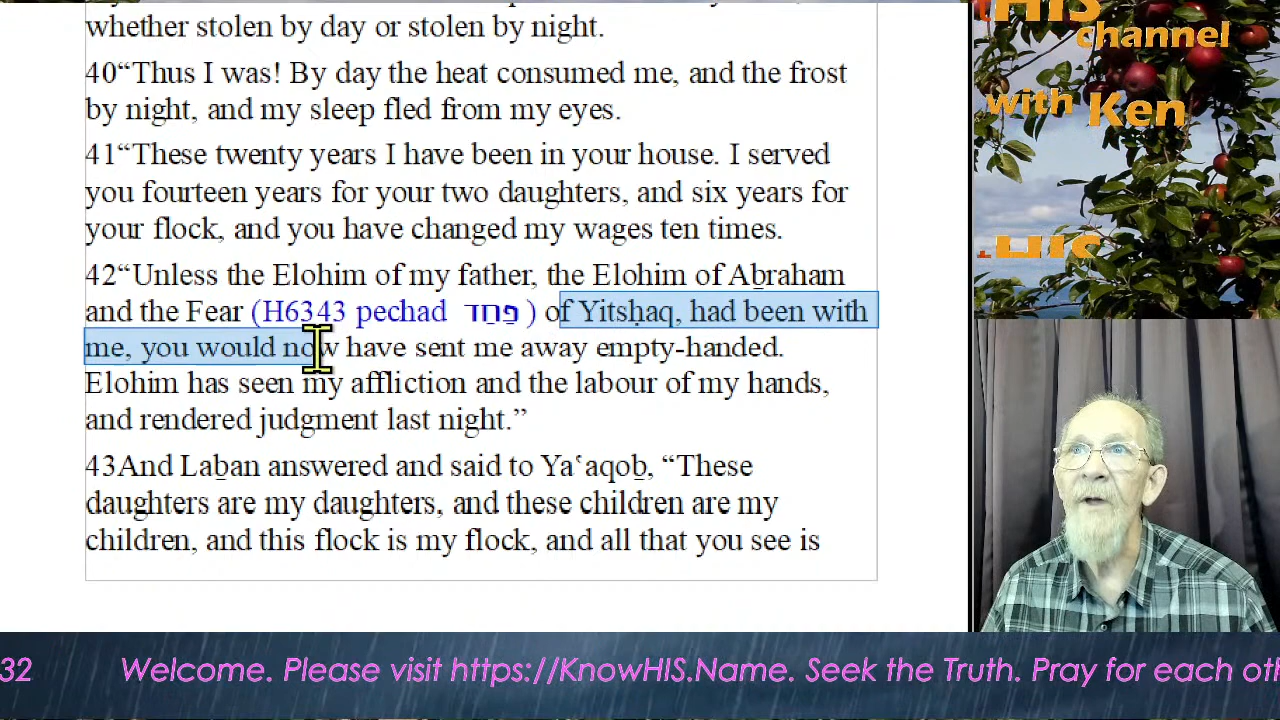 whether stolen by day or stolen by night.
40“Thus I was! By day the heat consumed me, and the frost
by night, and my sleep fled from my eyes.
41“These twenty years I have been in your house. I served
you fourteen years for your two daughters, and six years for
your flock, and you have changed my wages ten times.
42“Unless the Elohim of my father, the Elohim of Aḇraham
and the Fear (H6343 pechad פַּחַד ) of Yitsḥaq, had been with
me, you would now have sent me away empty-handed.
Elohim has seen my affliction and the labour of my hands,
and rendered judgment last night.”
43And Laḇan answered and said to Yaʽaqoḇ, “These
daughters are my daughters, and these children are my
children, and this flock is my flock, and all that you see is
tHIS
channel
with Ken
32 Welcome. Please visit https://KnowHIS.Name. Seek the Truth. Pray for each oth